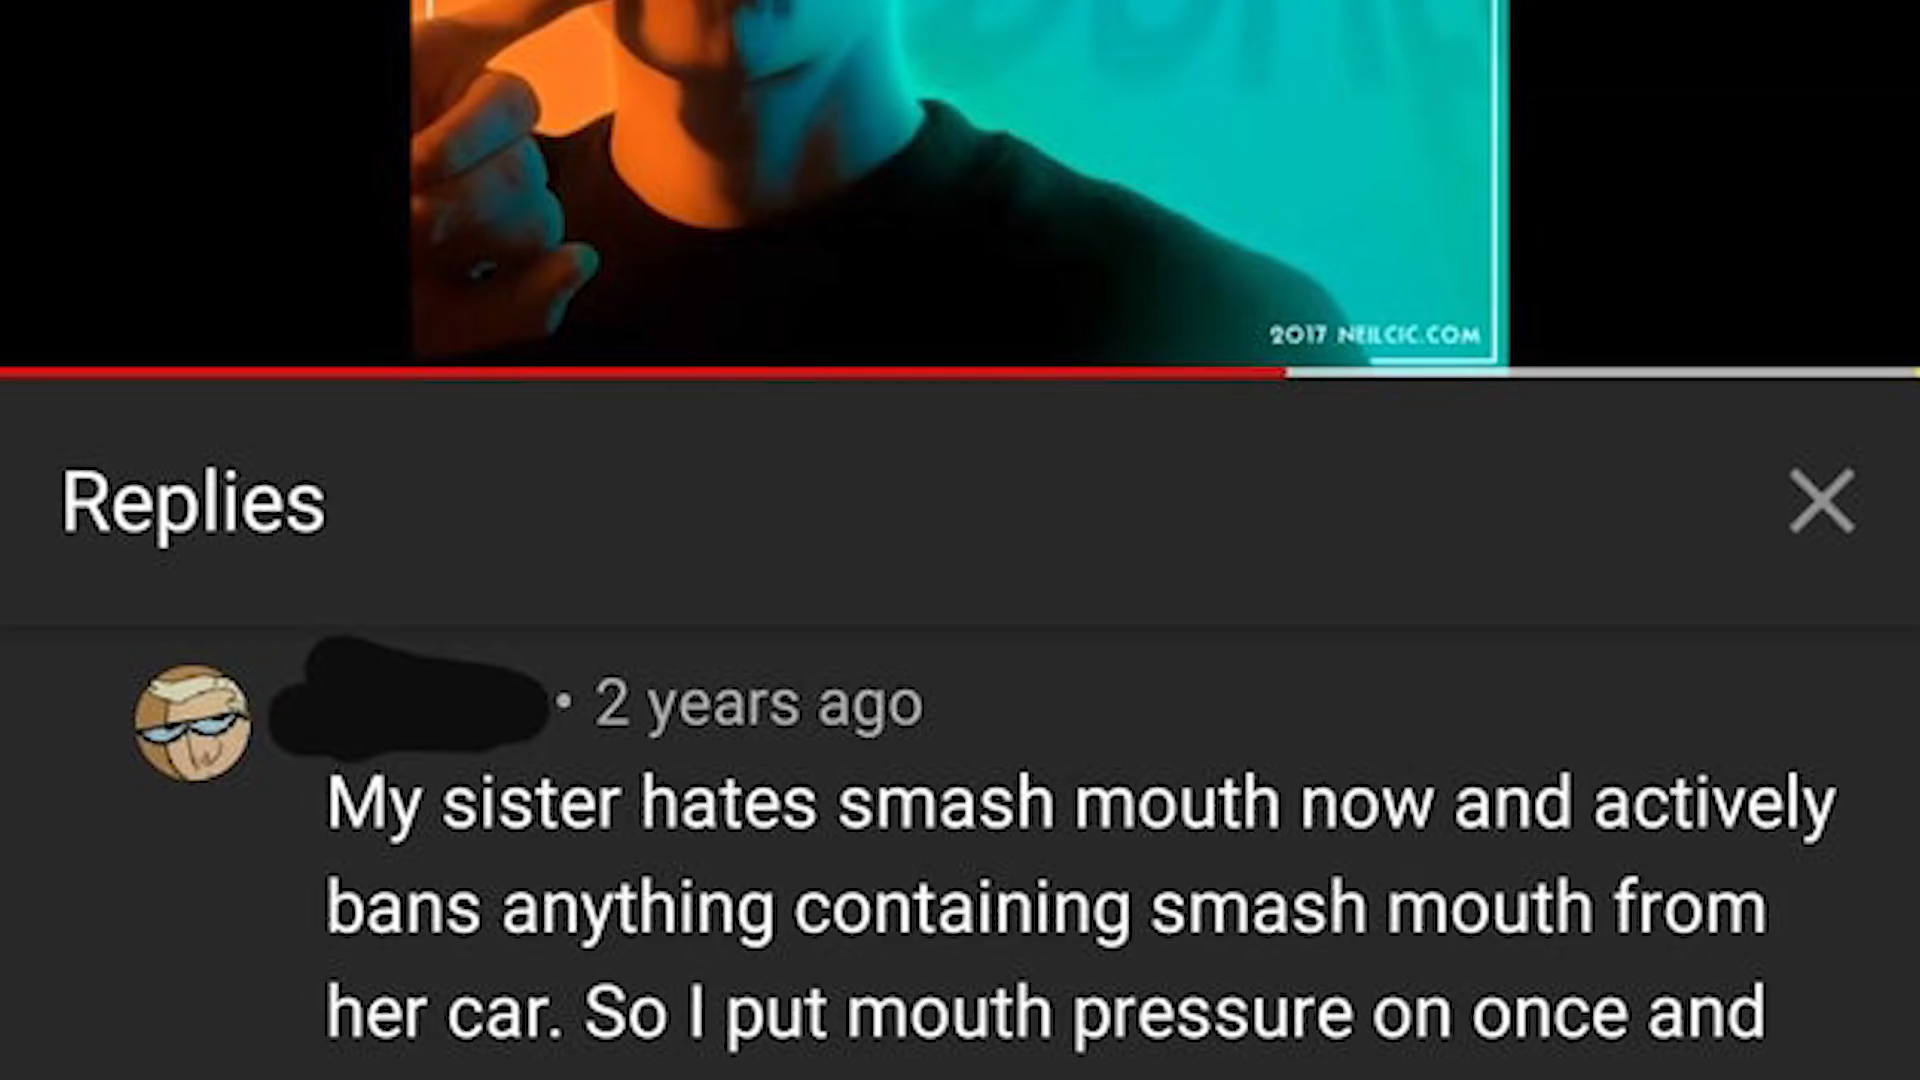 2017 NEILCIC.COM
Replies
• 2 years ago
My sister hates smash mouth now and actively
bans anything containing smash mouth from
her car. So I put mouth pressure on once and